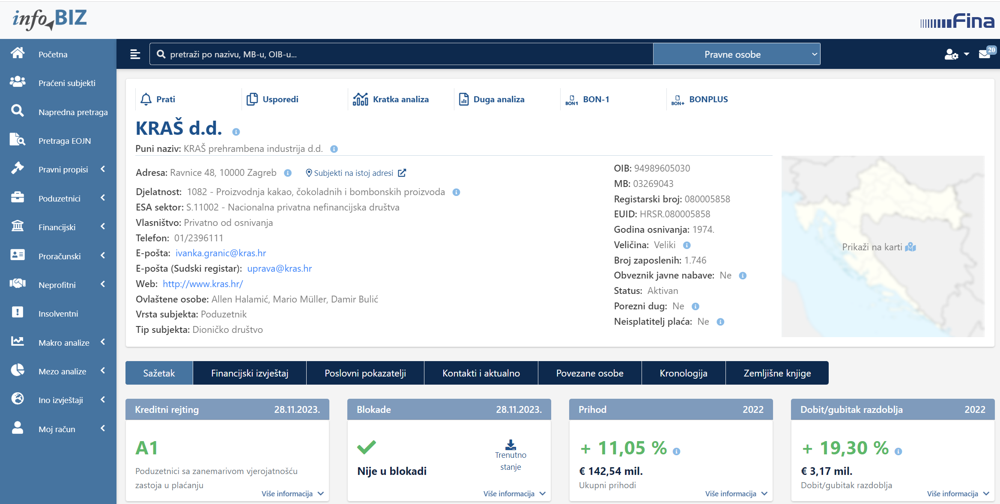 info BIZ
Fina
pretraži po nazivu, MB-u, OIB-u...
Pravne osobe
20
Početna
Praćeni subjekti
Napredna pretraga
Pretraga EOJN
Pravni propisi
Poduzetnici
Financijski
Proračunski
Neprofitni
Insolventni
Makro analize
Mezo analize
Ino izvještaji
Moj račun
Prati
Usporedi
Kratka analiza
Duga analiza
BON1 BON-1
BON+ BONPLUS
KRAŠ d.d.
Puni naziv: KRAŠ prehrambena industrija d.d.
Adresa: Ravnice 48, 10000 Zagreb
Subjekti na istoj adresi
Djelatnost: 1082 - Proizvodnja kakao, čokoladnih i bombonskih proizvoda
ESA sektor: S.11002 - Nacionalna privatna nefinancijska društva
Vlasništvo: Privatno od osnivanja
Telefon: 01/2396111
E-pošta: ivanka.granic@kras.hr
E-pošta (Sudski registar): uprava@kras.hr
Web: http://www.kras.hr/
Ovlaštene osobe: Allen Halamić, Mario Müller, Damir Bulić
Vrsta subjekta: Poduzetnik
Tip subjekta: Dioničko društvo
OIB: 94989605030
MB: 03269043
Registarski broj: 080005858
EUID: HRSR.080005858
Godina osnivanja: 1974.
Veličina: Veliki
Broj zaposlenih: 1.746
Obveznik javne nabave: Ne
Status: Aktivan
Porezni dug: Ne
Neisplatitelj plaća: Ne
Prikaži na karti
Sažetak
Financijski izvještaj
Poslovni pokazatelji
Kontakti i aktualno
Povezane osobe
Kronologija
Zemljišne knjige
Kreditni rejting 28.11.2023.
A1
Poduzetnici sa zanemarivom vjerojatnošću
zastoja u plaćanju
Više informacija
Blokade 28.11.2023.
Trenutno
stanje
Nije u blokadi
Više informacija
Prihod 2022
+ 11,05 %
€ 142,54 mil.
Ukupni prihodi
Više informacija
Dobit/gubitak razdoblja 2022
+ 19,30 %
€ 3,17 mil.
Dobit/gubitak razdoblja
Više informacija